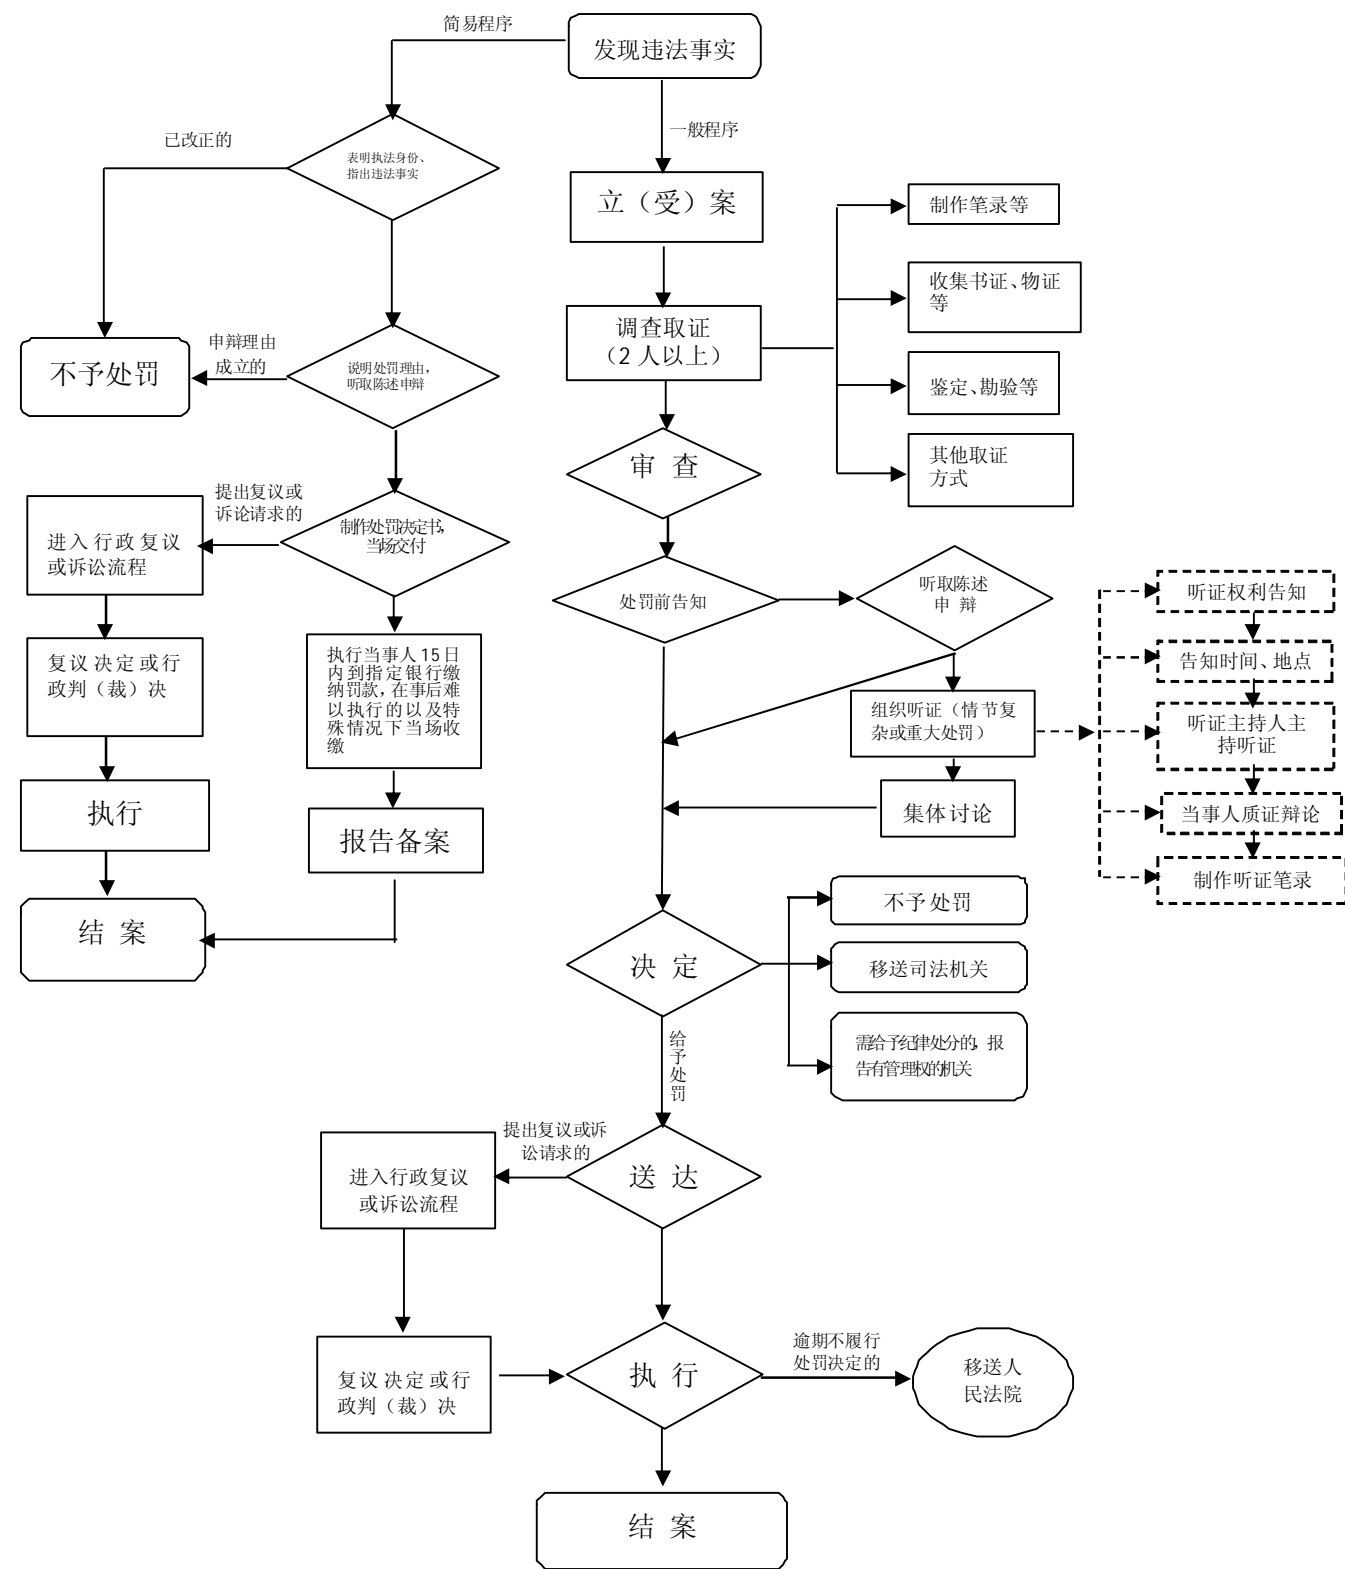 简易程序
发现违法事实
一般程序
已改正的
表明执法身份、
指出违法事实
立（受）案
制作笔录等
收集书证、物证
等
调查取证
（2 人以上）
申辩理由
成立的
不予处罚
说明处罚理由，
听取陈述申辩
鉴定、勘验等
审 查
其他取证
方式
提出复议或
诉论请求的
进入行政复议
或诉讼流程
制作处罚决定书，
当场交付
处罚前告知
听取陈述
申 辩
听证权利告知
告知时间、地点
听证主持人主
持听证
当事人质证辩论
制作听证笔录
复议决定或行
政判（裁）决
执行当事人15日
内到指定银行缴
纳罚款，在事后难
以执行的以及特
殊情况下当场收
缴
组织听证（情节复
杂或重大处罚）
集体讨论
执行
报告备案
结 案
决 定
不予处罚
移送司法机关
需给予纪律处分的，报
告有管理权的机关
给
予
处
罚
提出复议或诉
讼请求的
进入行政复议
或诉讼流程
送 达
复议决定或行
政判（裁）决
执 行
逾期不履行
处罚决定的
移送人
民法院
结 案